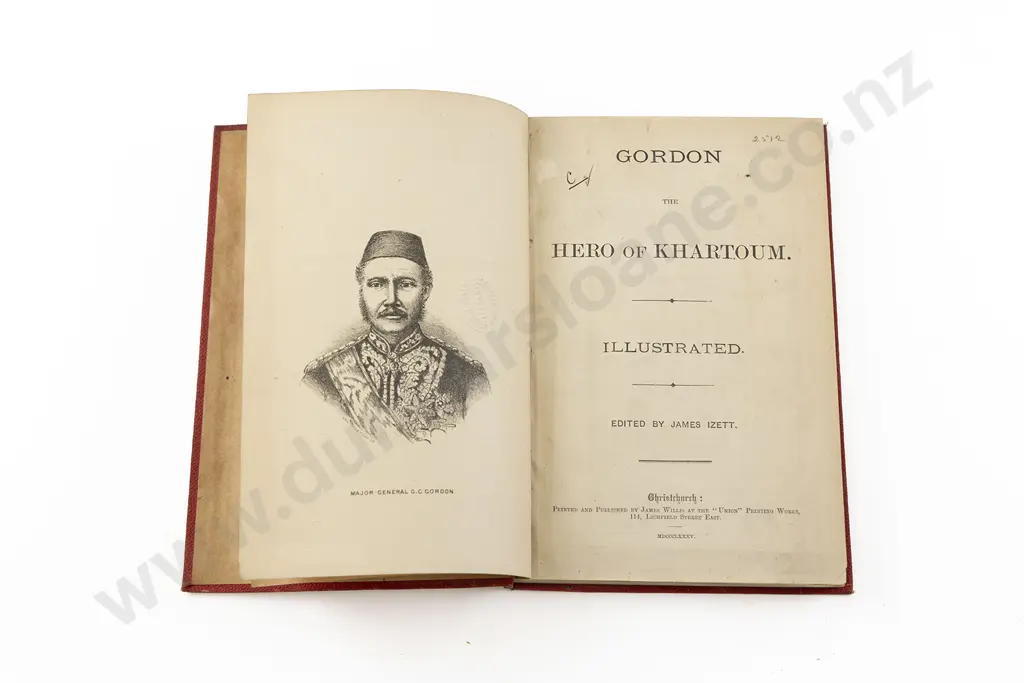 MAJOR-GENERAL C.G. GORDON
2512
GORDON
THE
HERO OF KHARTOUM.
ILLUSTRATED.
EDITED BY JAMES IZETT.
Christchurch:
PRINTED AND PUBLISHED BY JAMES WILLIS AT THE "UNION" PRINTING WORKS,
114, LICHFIELD STREET EAST.
MDCCCLXXXV.
www.dunbarsloane.co.nz